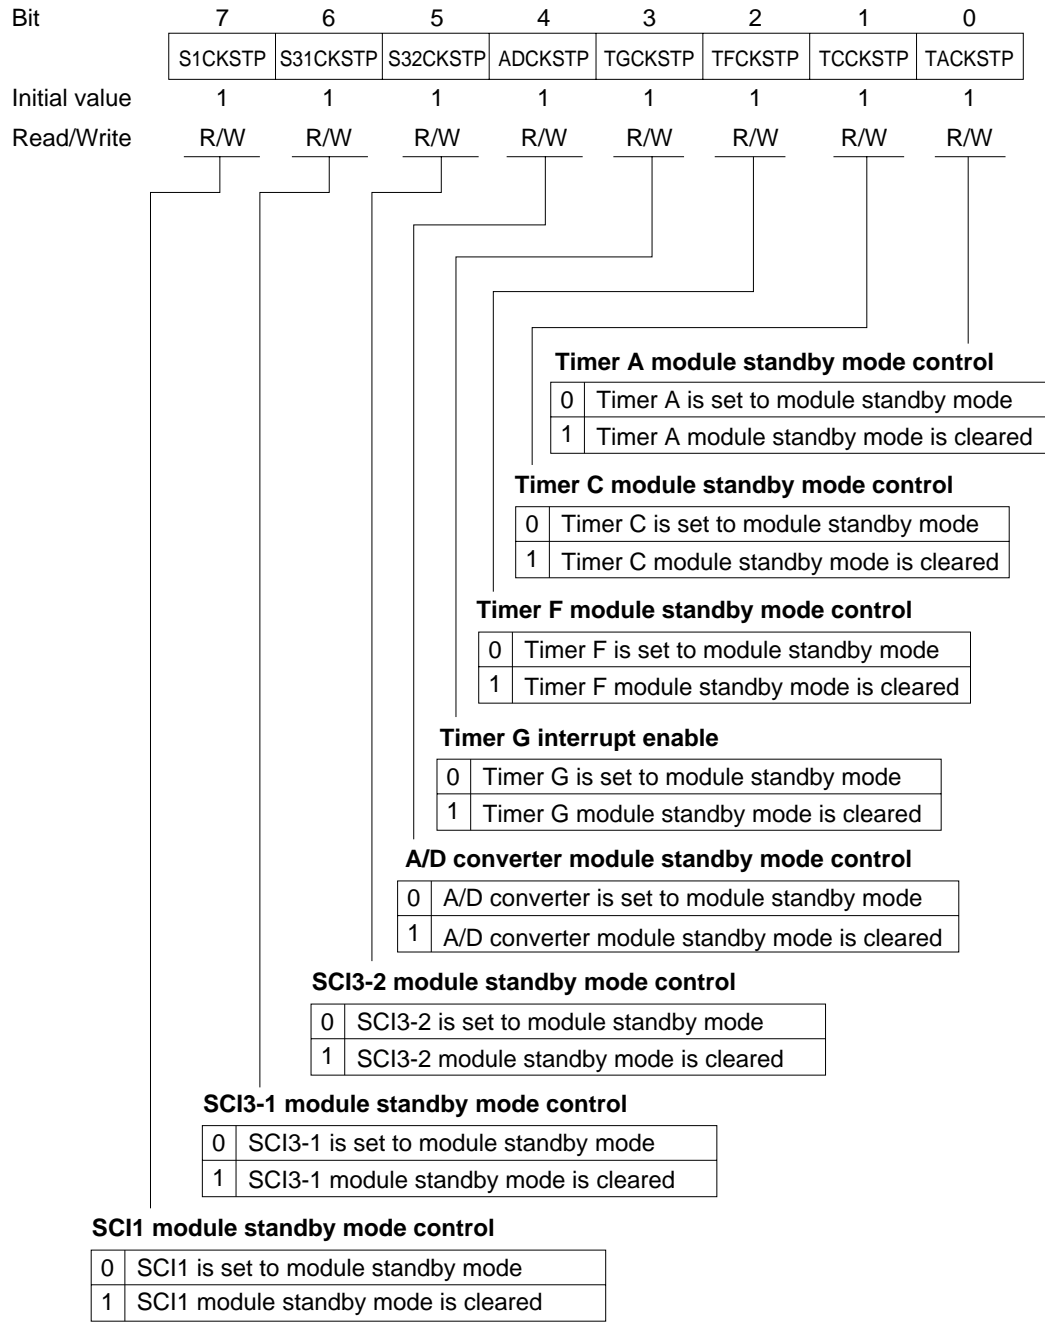 Bit 7 6 5 4 3 2 1 0
S1CKSTP S31CKSTP S32CKSTP ADCKSTP TGCKSTP TFCKSTP TCCKSTP TACKSTP
Initial value 1 1 1 1 1 1 1 1
Read/Write R/W R/W R/W R/W R/W R/W R/W R/W
Timer A module standby mode control
0 Timer A is set to module standby mode
1 Timer A module standby mode is cleared
Timer C module standby mode control
0 Timer C is set to module standby mode
1 Timer C module standby mode is cleared
Timer F module standby mode control
0 Timer F is set to module standby mode
1 Timer F module standby mode is cleared
Timer G interrupt enable
0 Timer G is set to module standby mode
1 Timer G module standby mode is cleared
A/D converter module standby mode control
0 A/D converter is set to module standby mode
1 A/D converter module standby mode is cleared
SCI3-2 module standby mode control
0 SCI3-2 is set to module standby mode
1 SCI3-2 module standby mode is cleared
SCI3-1 module standby mode control
0 SCI3-1 is set to module standby mode
1 SCI3-1 module standby mode is cleared
SCI1 module standby mode control
0 SCI1 is set to module standby mode
1 SCI1 module standby mode is cleared